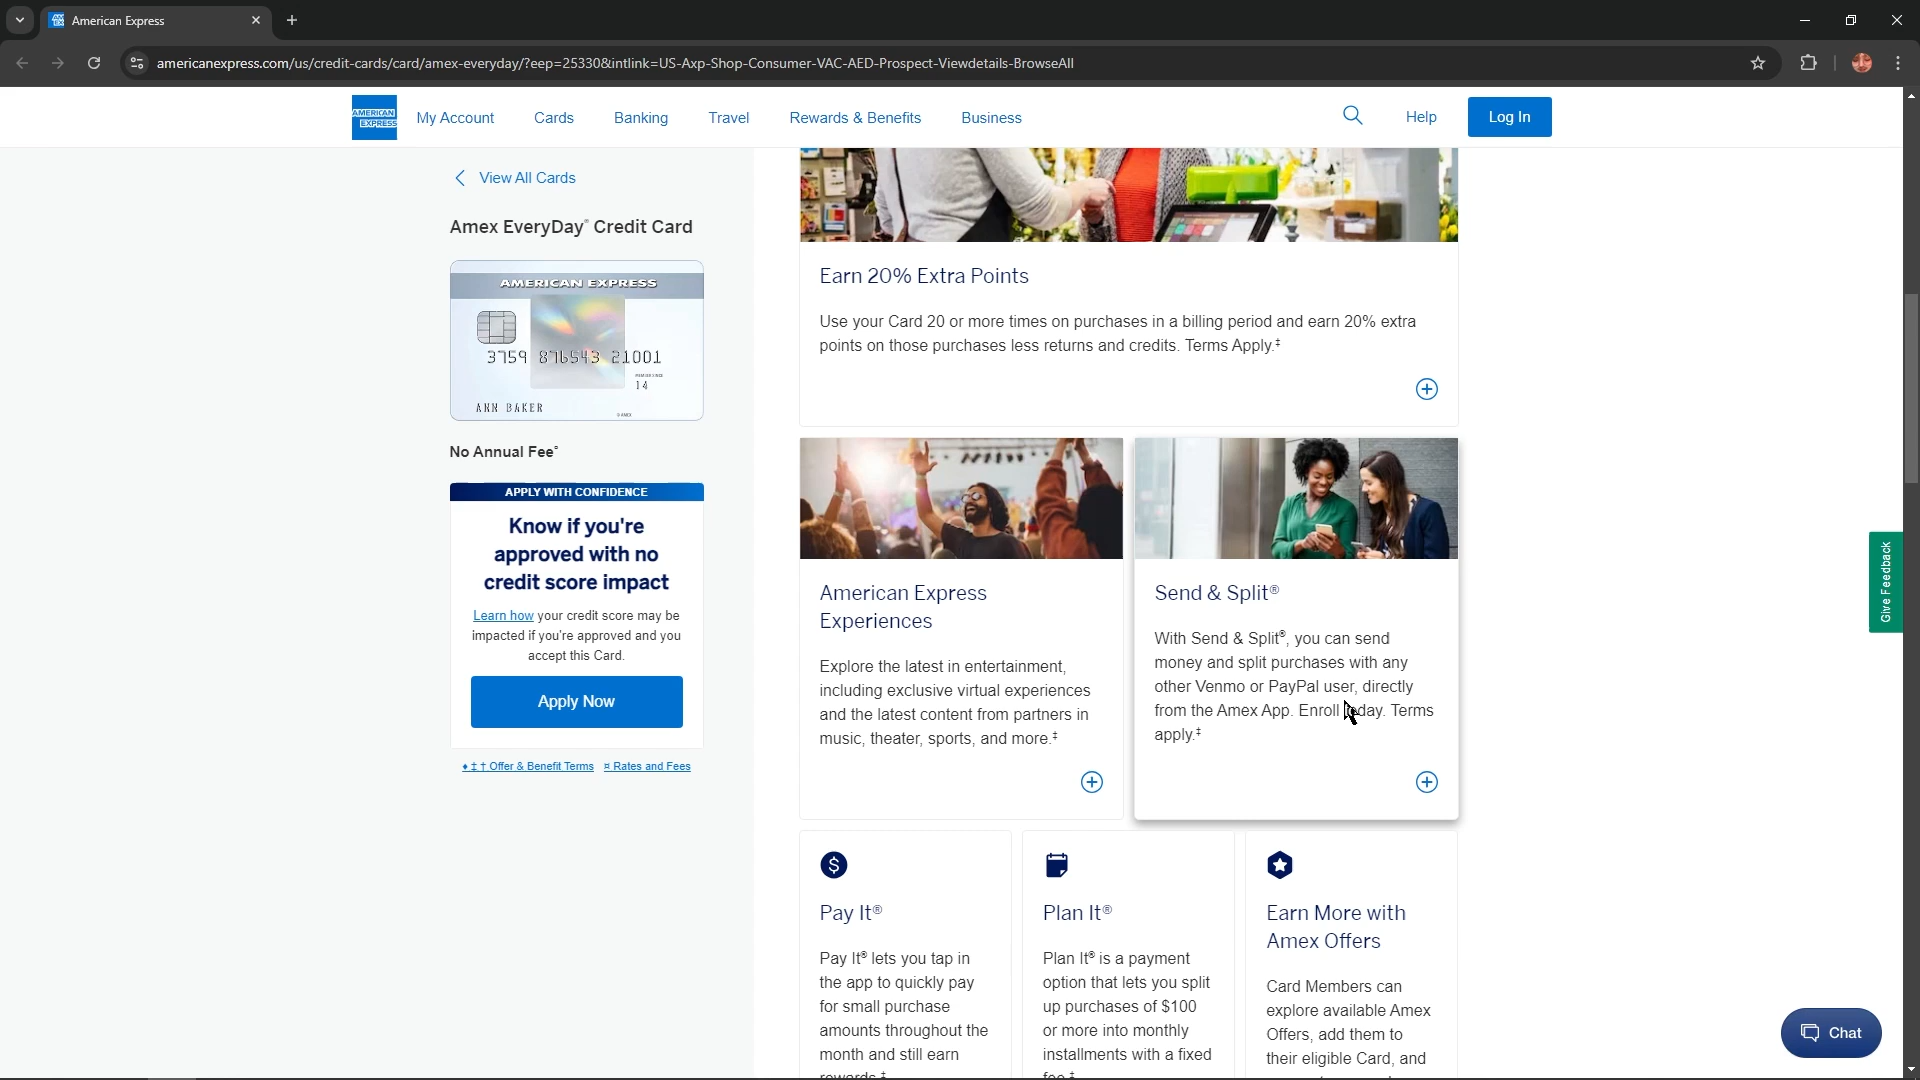 American Express
americanexpress.com/us/credit-cards/card/amex-everyday/?eep=25330&intlink=US-Axp-Shop-Consumer-VAC-AED-Prospect-Viewdetails-BrowseAll
AMERICAN EXPRESS
My Account
Cards
Banking
Travel
Rewards & Benefits
Business
Help
Log In
View All Cards
Amex EveryDay® Credit Card
AMERICAN EXPRESS
3759 876543 21001
MEMBER SINCE
14
ANN BAKER
© AMEX
No Annual Fee¤
APPLY WITH CONFIDENCE
Know if you're
approved with no
credit score impact
Learn how your credit score may be
impacted if you're approved and you
accept this Card.
Apply Now
♦ ‡ † Offer & Benefit Terms
¤ Rates and Fees
Earn 20% Extra Points
Use your Card 20 or more times on purchases in a billing period and earn 20% extra
points on those purchases less returns and credits. Terms Apply.‡
American Express
Experiences
Explore the latest in entertainment,
including exclusive virtual experiences
and the latest content from partners in
music, theater, sports, and more.‡
Send & Split®
With Send & Split®, you can send
money and split purchases with any
other Venmo or PayPal user, directly
from the Amex App. Enroll today. Terms
apply.‡
Pay It®
Pay It® lets you tap in
the app to quickly pay
for small purchase
amounts throughout the
month and still earn
rewards.‡
Plan It®
Plan It® is a payment
option that lets you split
up purchases of $100
or more into monthly
installments with a fixed
fee.‡
Earn More with
Amex Offers
Card Members can
explore available Amex
Offers, add them to
their eligible Card, and
Give Feedback
Chat